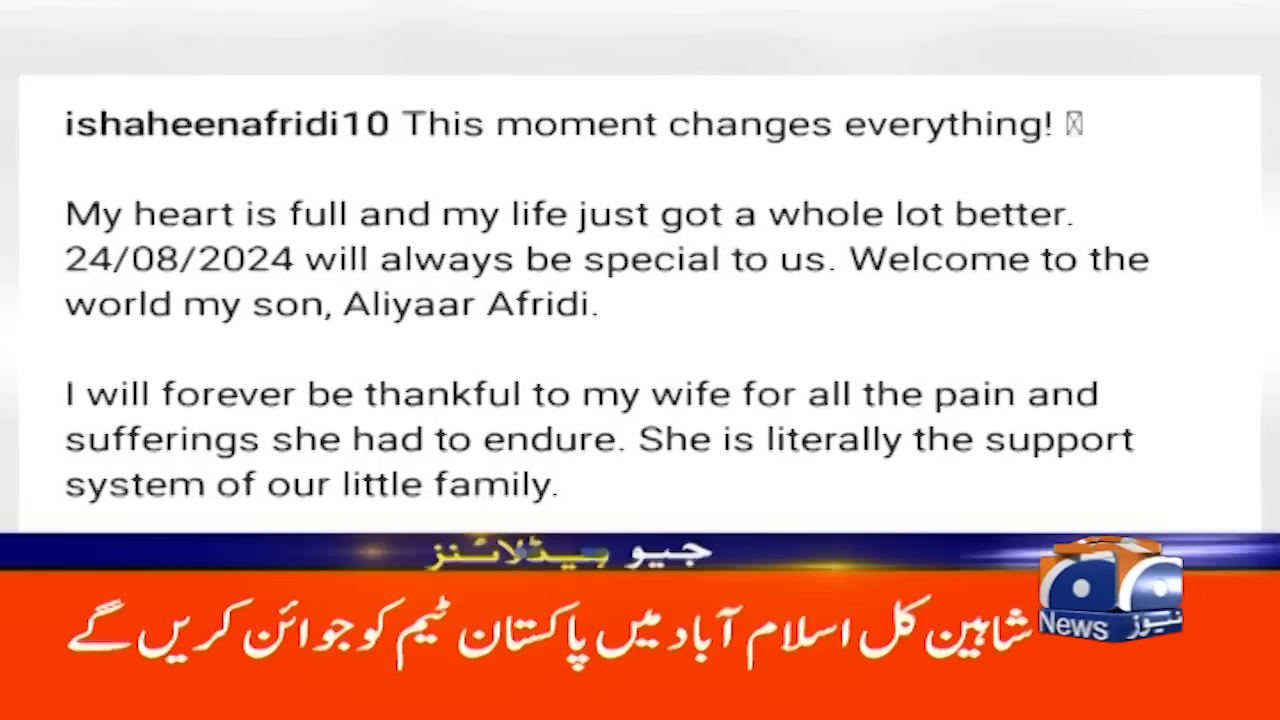 ishaheenafridi10 This moment changes everything!
My heart is full and my life just got a whole lot better.
24/08/2024 will always be special to us. Welcome to the
world my son, Aliyaar Afridi.
I will forever be thankful to my wife for all the pain and
sufferings she had to endure. She is literally the support
system of our little family.
جیو ہیڈلائنز
شاہین کل اسلام آباد میں پاکستان ٹیم کو جوائن کریں گے
News نیوز